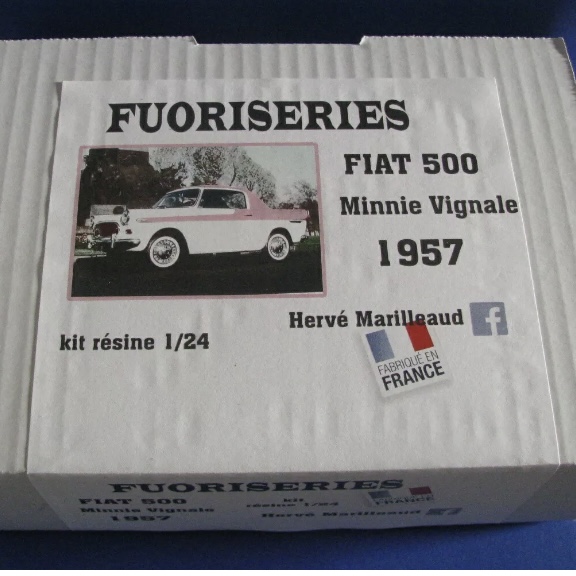 FUORISERIES
FIAT 500
Minnie Vignale
1957
Hervé Marilleaud
kit résine 1/24
FABRIQUÉ EN
FRANCE
FUORISERIES
FIAT 500
Minnie Vignale
1957
kit
résine 1/24
Hervé Marilleaud